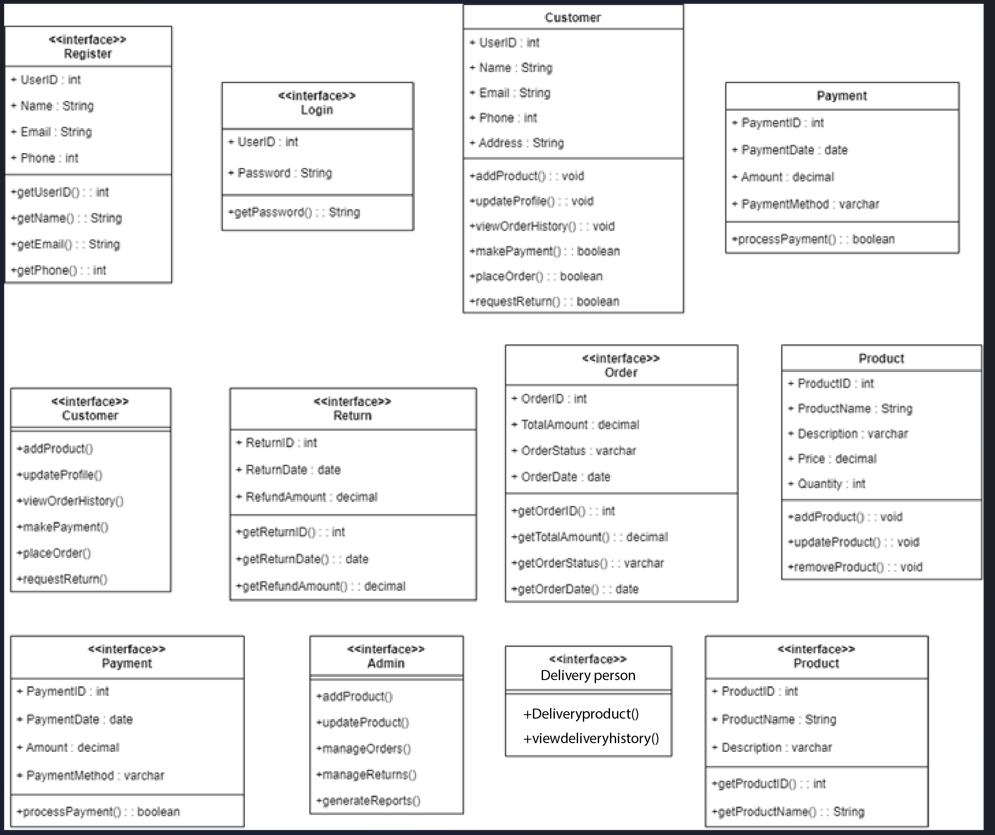 <<interface>>
Register
+ UserID : int
+ Name : String
+ Email : String
+ Phone : int
+getUserID() : : int
+getName() : : String
+getEmail() : : String
+getPhone() : : int
<<interface>>
Login
+ UserID : int
+ Password : String
+getPassword() : : String
Customer
+ UserID : int
+ Name : String
+ Email : String
+ Phone : int
+ Address : String
+addProduct() : : void
+updateProfile() : : void
+viewOrderHistory() : : void
+makePayment() : : boolean
+placeOrder() : : boolean
+requestReturn() : : boolean
Payment
+ PaymentID : int
+ PaymentDate : date
+ Amount : decimal
+ PaymentMethod : varchar
+processPayment() : : boolean
<<interface>>
Customer
+addProduct()
+updateProfile()
+viewOrderHistory()
+makePayment()
+placeOrder()
+requestReturn()
<<interface>>
Return
+ ReturnID : int
+ ReturnDate : date
+ RefundAmount : decimal
+getReturnID() : : int
+getReturnDate() : : date
+getRefundAmount() : : decimal
<<interface>>
Order
+ OrderID : int
+ TotalAmount : decimal
+ OrderStatus : varchar
+ OrderDate : date
+getOrderID() : : int
+getTotalAmount() : : decimal
+getOrderStatus() : : varchar
+getOrderDate() : : date
Product
+ ProductID : int
+ ProductName : String
+ Description : varchar
+ Price : decimal
+ Quantity : int
+addProduct() : : void
+updateProduct() : : void
+removeProduct() : : void
<<interface>>
Payment
+ PaymentID : int
+ PaymentDate : date
+ Amount : decimal
+ PaymentMethod : varchar
+processPayment() : : boolean
<<interface>>
Admin
+addProduct()
+updateProduct()
+manageOrders()
+manageReturns()
+generateReports()
<<interface>>
Delivery person
+Deliveryproduct()
+viewdeliveryhistory()
<<interface>>
Product
+ ProductID : int
+ ProductName : String
+ Description : varchar
+getProductID() : : int
+getProductName() : : String